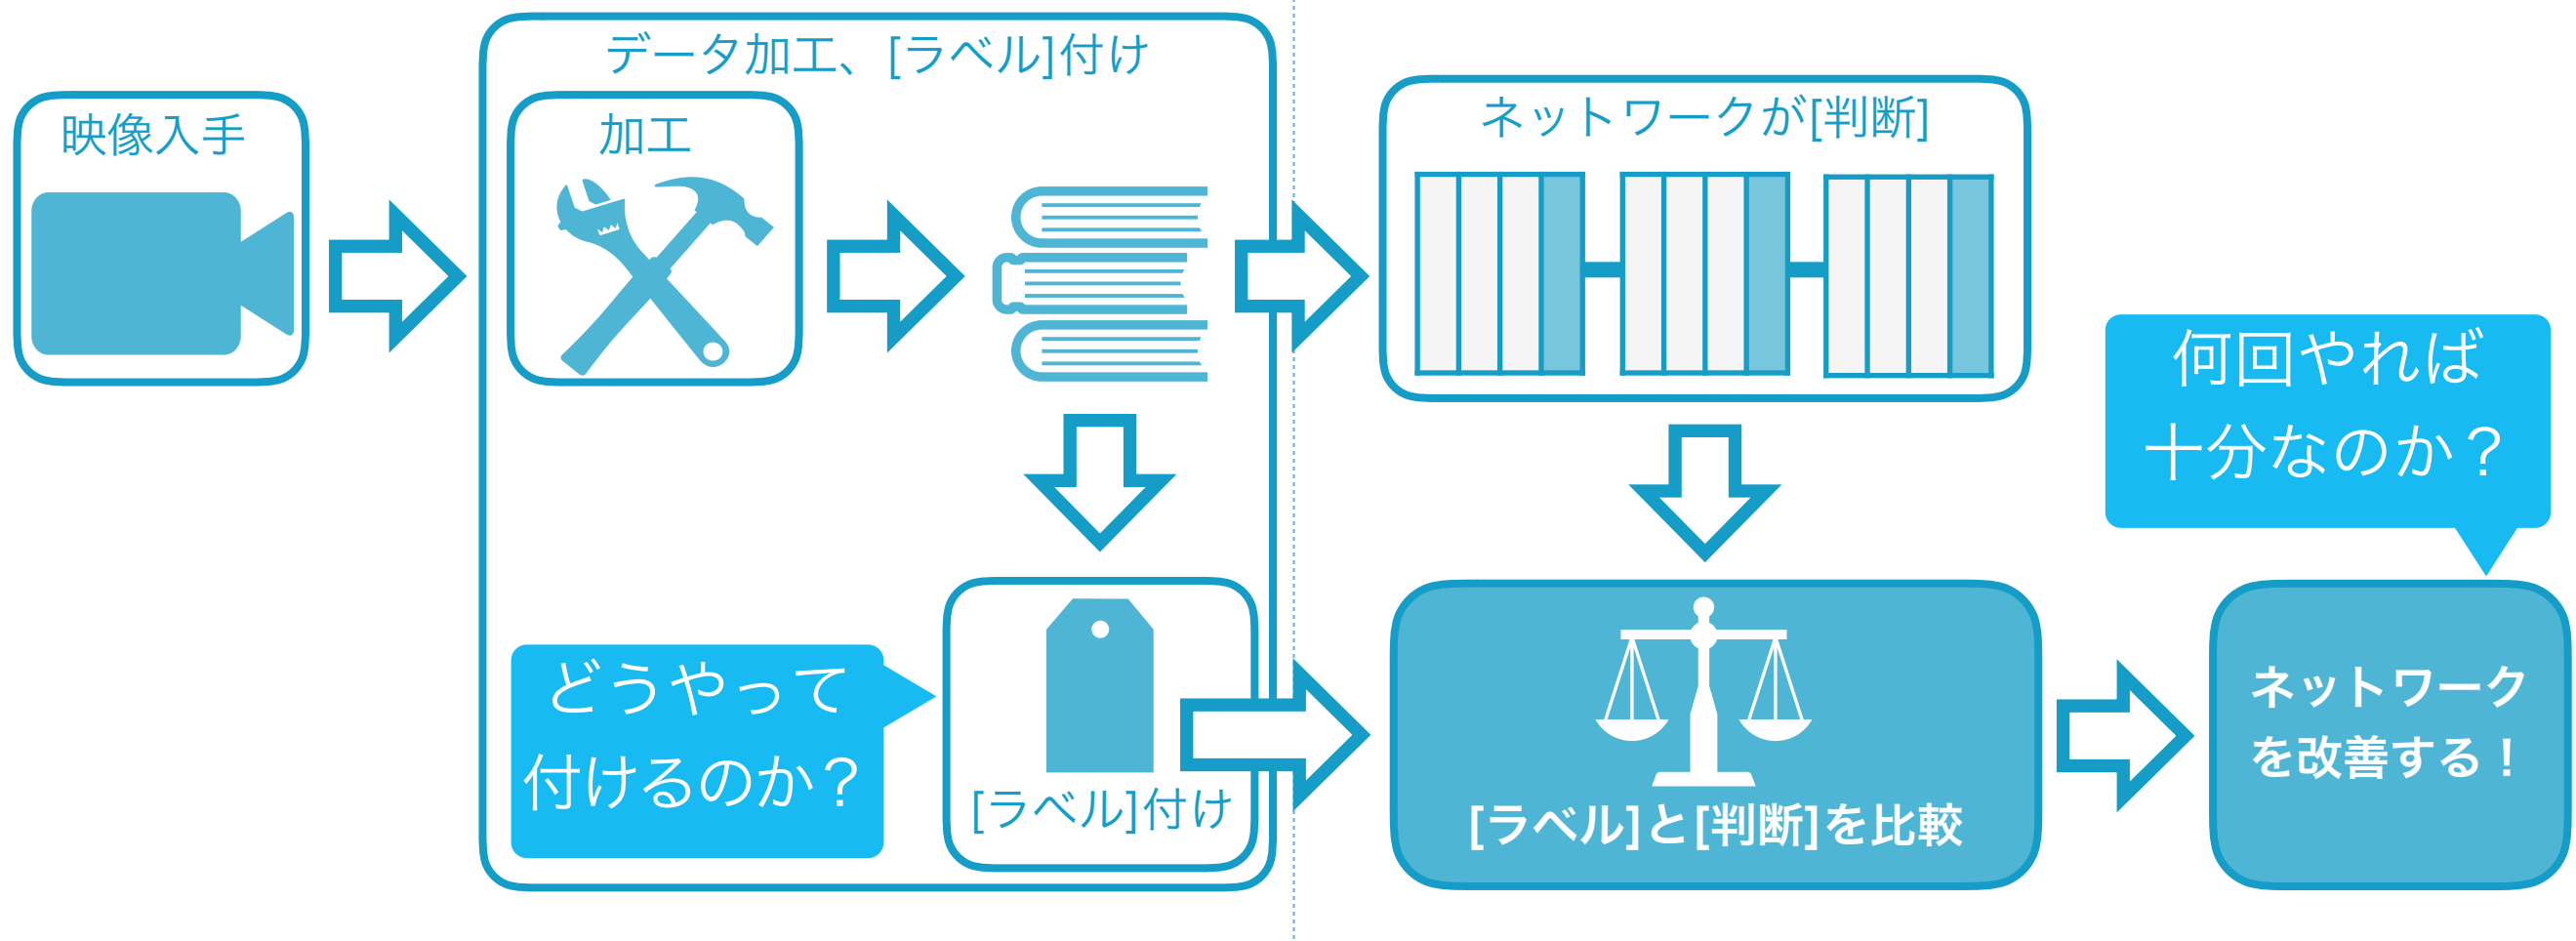 映像入手
データ加工、[ラベル]付け
加工
どうやって
付けるのか？
[ラベル]付け
ネットワークが[判断]
[ラベル]と[判断]を比較
何回やれば
十分なのか？
ネットワーク
を改善する！